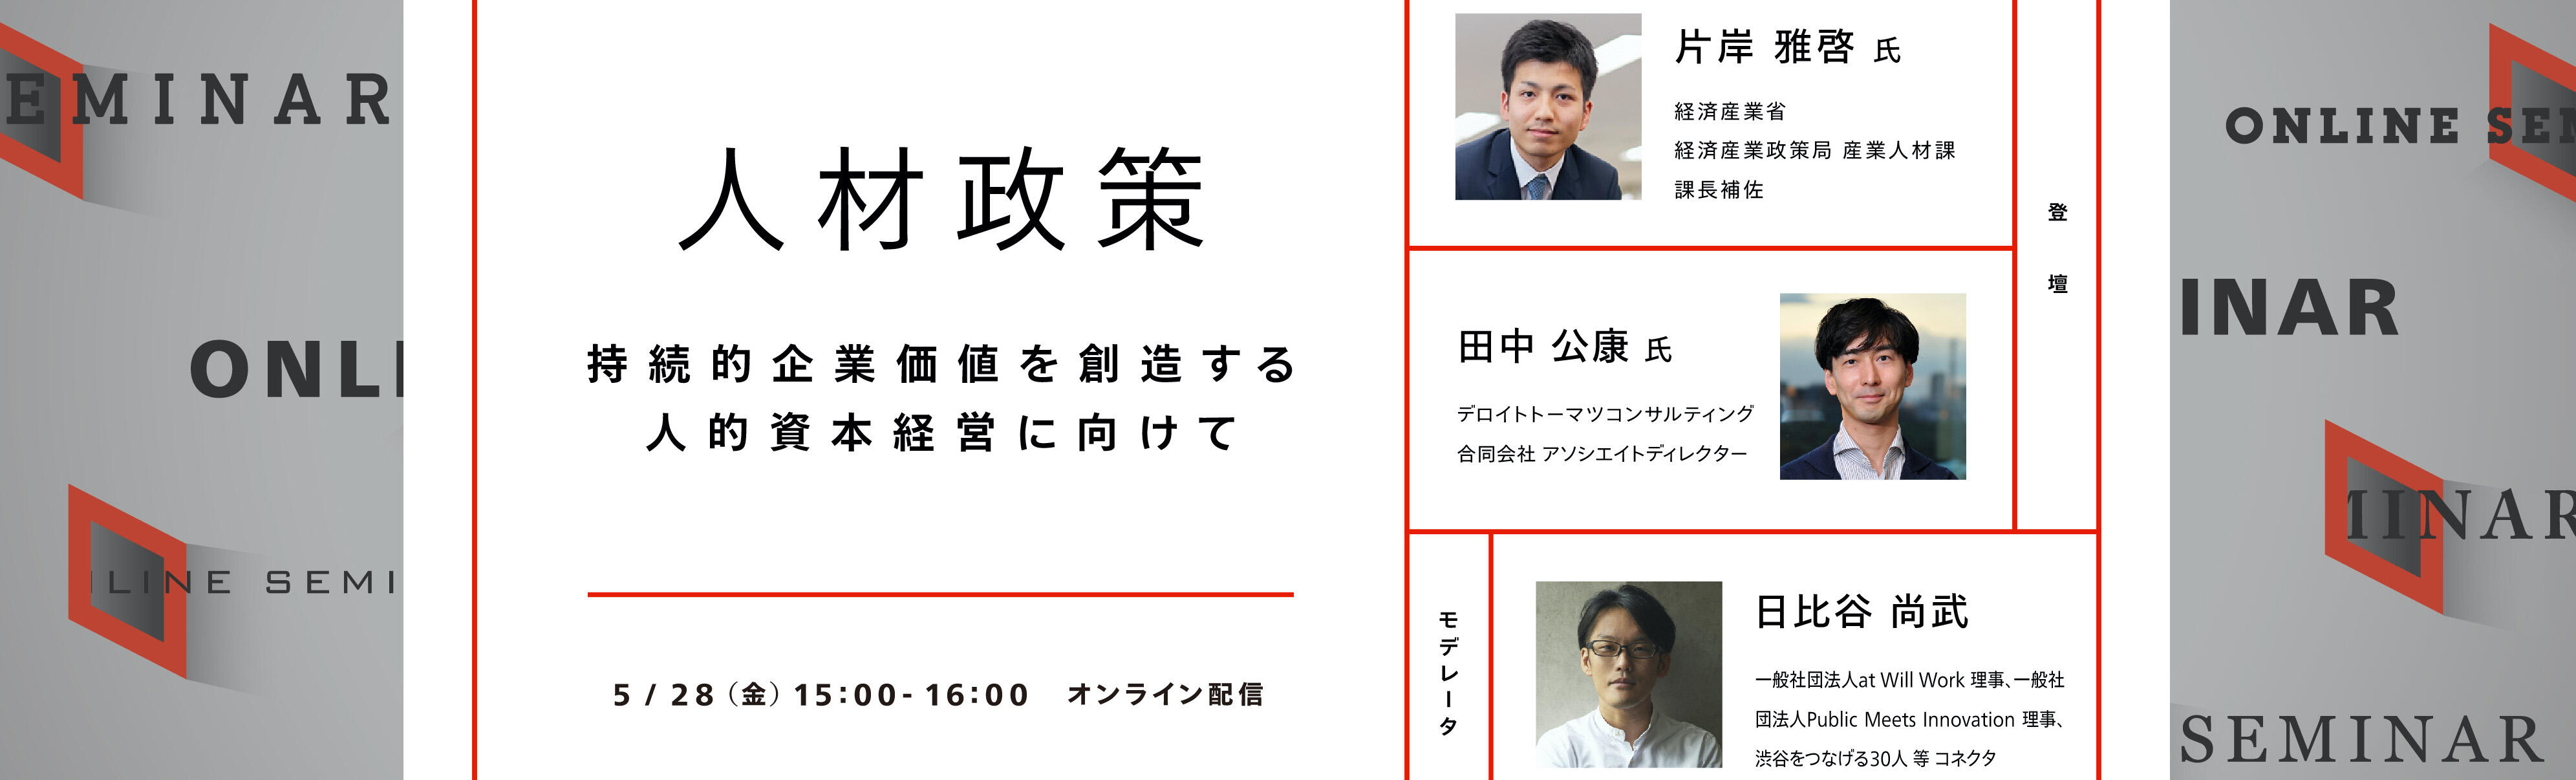 EMINAR
ONLI
LINE SEMI
人材政策
持続的企業価値を創造する
人的資本経営に向けて
5 / 28（金）15:00- 16:00　オンライン配信
片岸 雅啓 氏
経済産業省
経済産業政策局 産業人材課
課長補佐
登壇
田中 公康 氏
デロイトトーマツコンサルティング
合同会社 アソシエイトディレクター
モデレータ
日比谷 尚武
一般社団法人at Will Work 理事、一般社
団法人Public Meets Innovation 理事、
渋谷をつなげる30人 等 コネクタ
ONLINE SEM
INAR
MINAR
SEMINAR